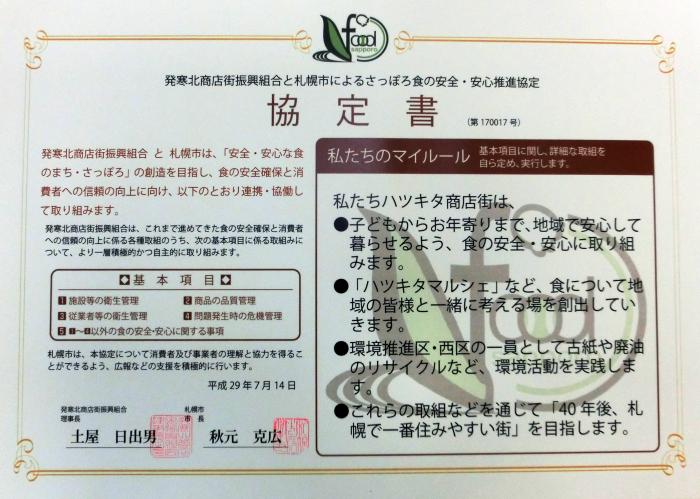 food
sapporo
発寒北商店街振興組合と札幌市によるさっぽろ食の安全・安心推進協定
協定書
(第 170017 号)
発寒北商店街振興組合 と 札幌市は、「安全・安心な食
のまち・さっぽろ」の創造を目指し、食の安全確保と消
費者への信頼の向上に向け、以下のとおり連携・協働し
て取り組みます。
発寒北商店街振興組合は、これまで進めてきた食の安全確保と消費者
への信頼の向上に係る各種取組のうち、次の基本項目に係る取組みに
ついて、より一層積極的かつ自主的に取り組みます。
基本項目
1 施設等の衛生管理
2 商品の品質管理
3 従業者等の衛生管理
4 問題発生時の危機管理
5 1〜4以外の食の安全・安心に関する事項
札幌市は、本協定について消費者及び事業者の理解と協力を得るこ
とができるよう、広報などの支援を積極的に行います。
平成 29 年 7 月 14 日
発寒北商店街振興組合
理事長
土屋 日出男
札幌市
市 長
秋元 克広
私たちのマイルール
基本項目に関し、詳細な取組を
自ら定め、実行します。
私たちハツキタ商店街は、
●子どもからお年寄りまで、地域で安心して
暮らせるよう、食の安全・安心に取り組
みます。
●「ハツキタマルシェ」など、食について地
域の皆様と一緒に考える場を創出してい
きます。
●環境推進区・西区の一員として古紙や廃油
のリサイクルなど、環境活動を実践しま
す。
●これらの取組などを通じて「40 年後、札
幌で一番住みやすい街」を目指します。